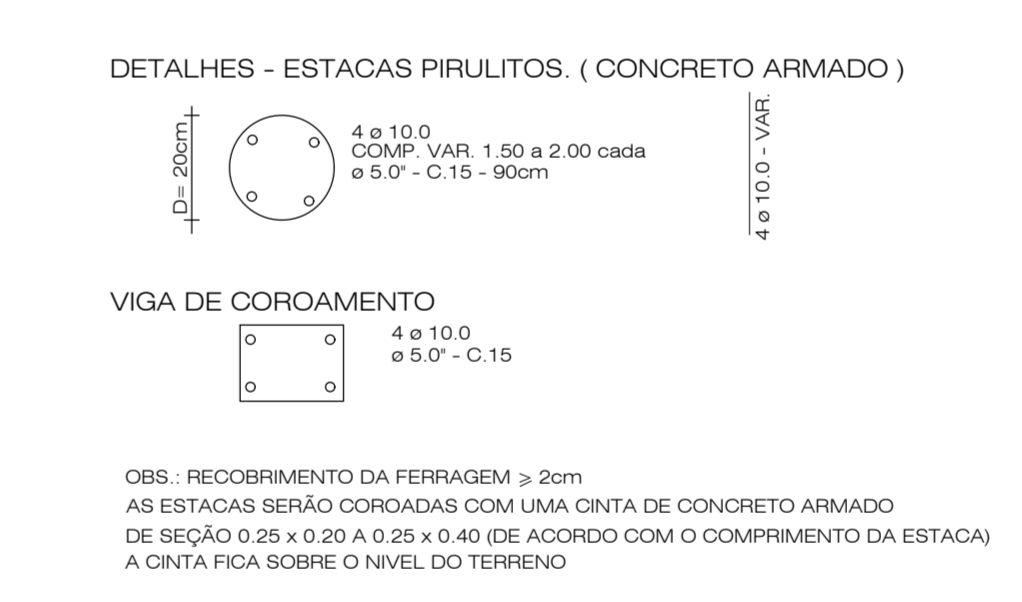 DETALHES - ESTACAS PIRULITOS. ( CONCRETO ARMADO )
D= 20cm
4 ø 10.0
COMP. VAR. 1.50 a 2.00 cada
ø 5.0" - C.15 - 90cm
4 ø 10.0 - VAR.
VIGA DE COROAMENTO
4 ø 10.0
ø 5.0" - C.15
OBS.: RECOBRIMENTO DA FERRAGEM ⩾ 2cm
AS ESTACAS SERÃO COROADAS COM UMA CINTA DE CONCRETO ARMADO
DE SEÇÃO 0.25 x 0.20 A 0.25 x 0.40 (DE ACORDO COM O COMPRIMENTO DA ESTACA)
A CINTA FICA SOBRE O NIVEL DO TERRENO